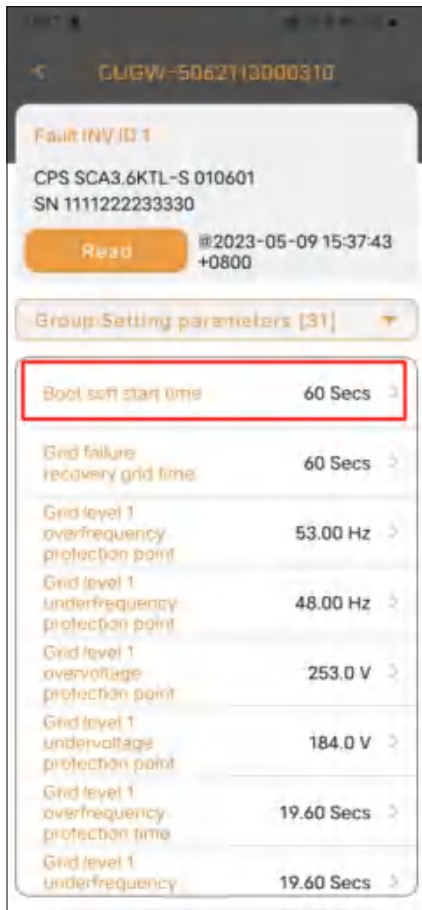 GUGW-5062113000310
Fault INV ID 1
CPS SCA3.6KTL-S 010601
SN 1111222233330
Read
@2023-05-09 15:37:43
+0800
Group:Setting parameters [31]
Boot soft start time
60 Secs
Grid failure
recovery grid time
60 Secs
Grid level 1
overfrequency
protection point
53.00 Hz
Grid level 1
underfrequency
protection point
48.00 Hz
Grid level 1
overvoltage
protection point
253.0 V
Grid level 1
undervoltage
protection point
184.0 V
Grid level 1
overfrequency
protection time
19.60 Secs
Grid level 1
underfrequency
19.60 Secs